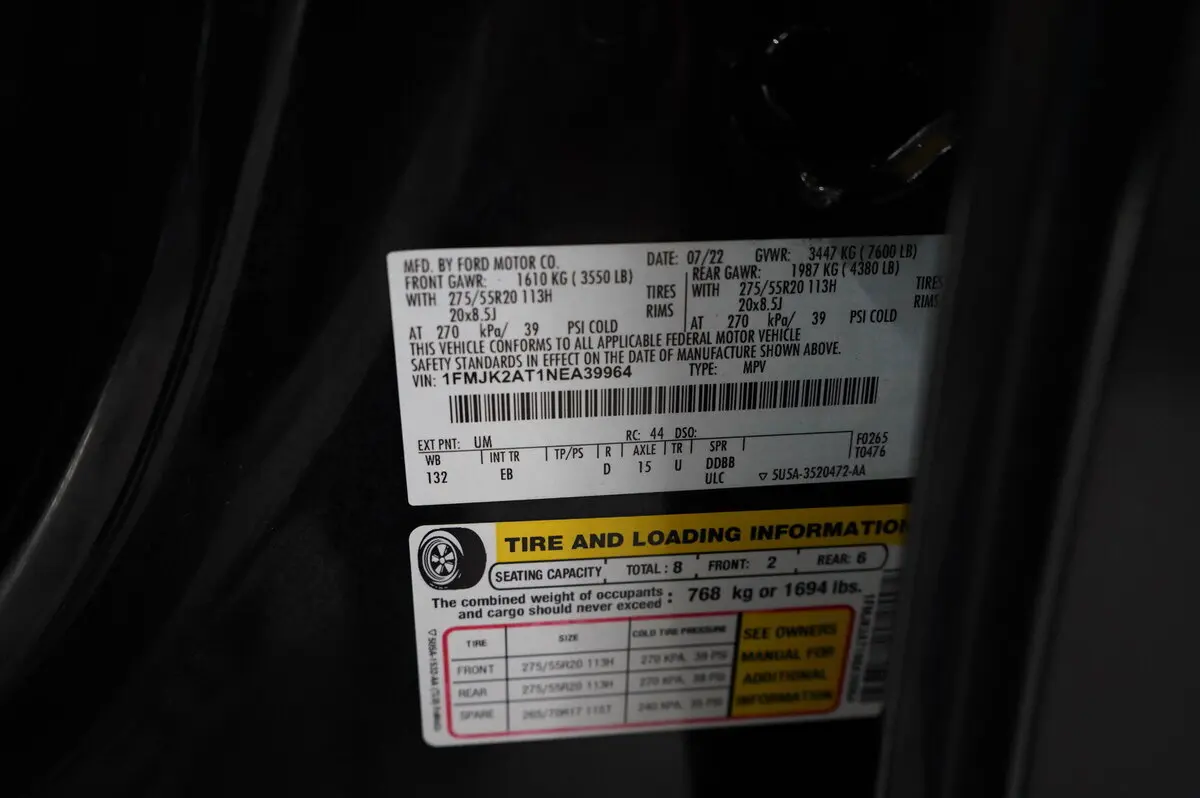 MFD. BY FORD MOTOR CO. DATE: 07/22 GVWR: 3447 KG ( 7600 LB)
FRONT GAWR: 1610 KG ( 3550 LB) REAR GAWR: 1987 KG ( 4380 LB)
WITH 275/55R20 113H TIRES WITH 275/55R20 113H TIRES
20x8.5J RIMS 20x8.5J RIMS
AT 270 kPa/ 39 PSI COLD AT 270 kPa/ 39 PSI COLD
THIS VEHICLE CONFORMS TO ALL APPLICABLE FEDERAL MOTOR VEHICLE
SAFETY STANDARDS IN EFFECT ON THE DATE OF MANUFACTURE SHOWN ABOVE.
VIN: 1FMJK2AT1NEA39964 TYPE: MPV
EXT PNT: UM RC: 44 DSO: F0265
WB INT TR TP/PS R AXLE TR SPR T0476
132 EB D 15 U DDBB
ULC ▽ 5U5A-3520472-AA
TIRE AND LOADING INFORMATION
SEATING CAPACITY TOTAL : 8 FRONT: 2 REAR: 6
The combined weight of occupants and cargo should never exceed : 768 kg or 1694 lbs.
TIRE SIZE COLD TIRE PRESSURE SEE OWNERS
FRONT 275/55R20 113H 270 KPA, 39 PSI MANUAL FOR
REAR 275/55R20 113H 270 KPA, 39 PSI ADDITIONAL
SPARE 265/70R17 115T 240 KPA, 35 PSI INFORMATION